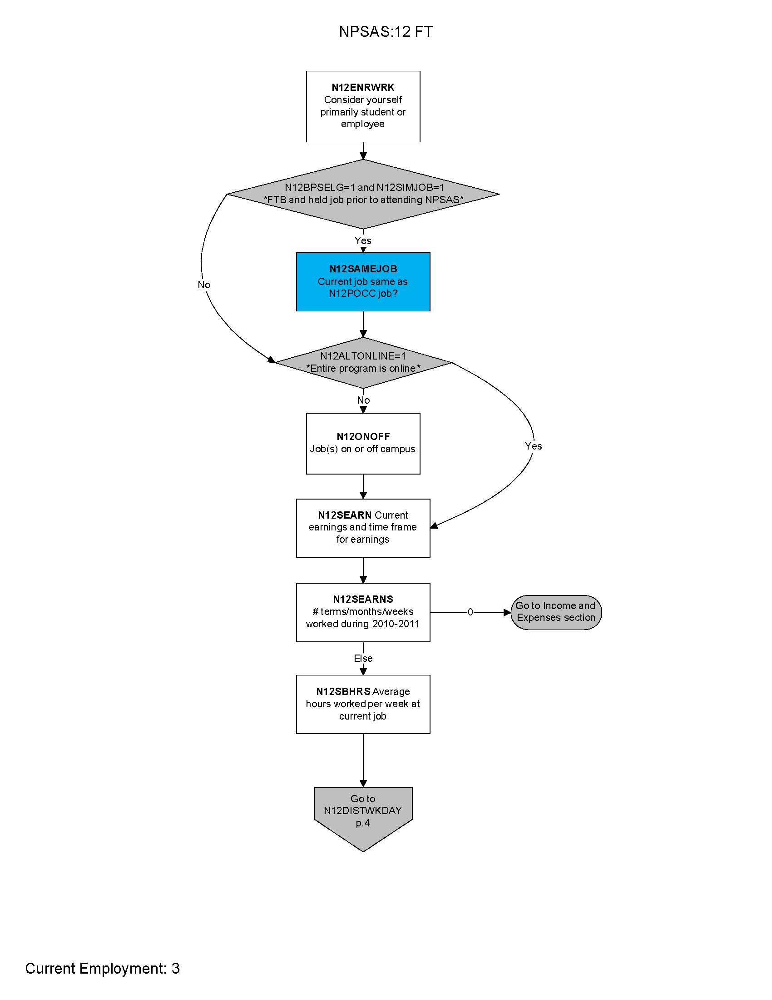 NPSAS:12 FT
N12ENRWRK
Consider yourself
primarily student or
employee
N12BPSELG=1 and N12SIMJOB=1
*FTB and held job prior to attending NPSAS*
Yes
No
N12SAMEJOB
Current job same as
N12POCC job?
N12ALTONLINE=1
*Entire program is online*
No
Yes
N12ONOFF
Job(s) on or off campus
N12SEARN Current
earnings and time frame
for earnings
N12SEARNS
# terms/months/weeks
worked during 2010-2011
0
Go to Income and
Expenses section
Else
N12SBHRS Average
hours worked per week at
current job
Go to
N12DISTWKDAY
p.4
Current Employment: 3